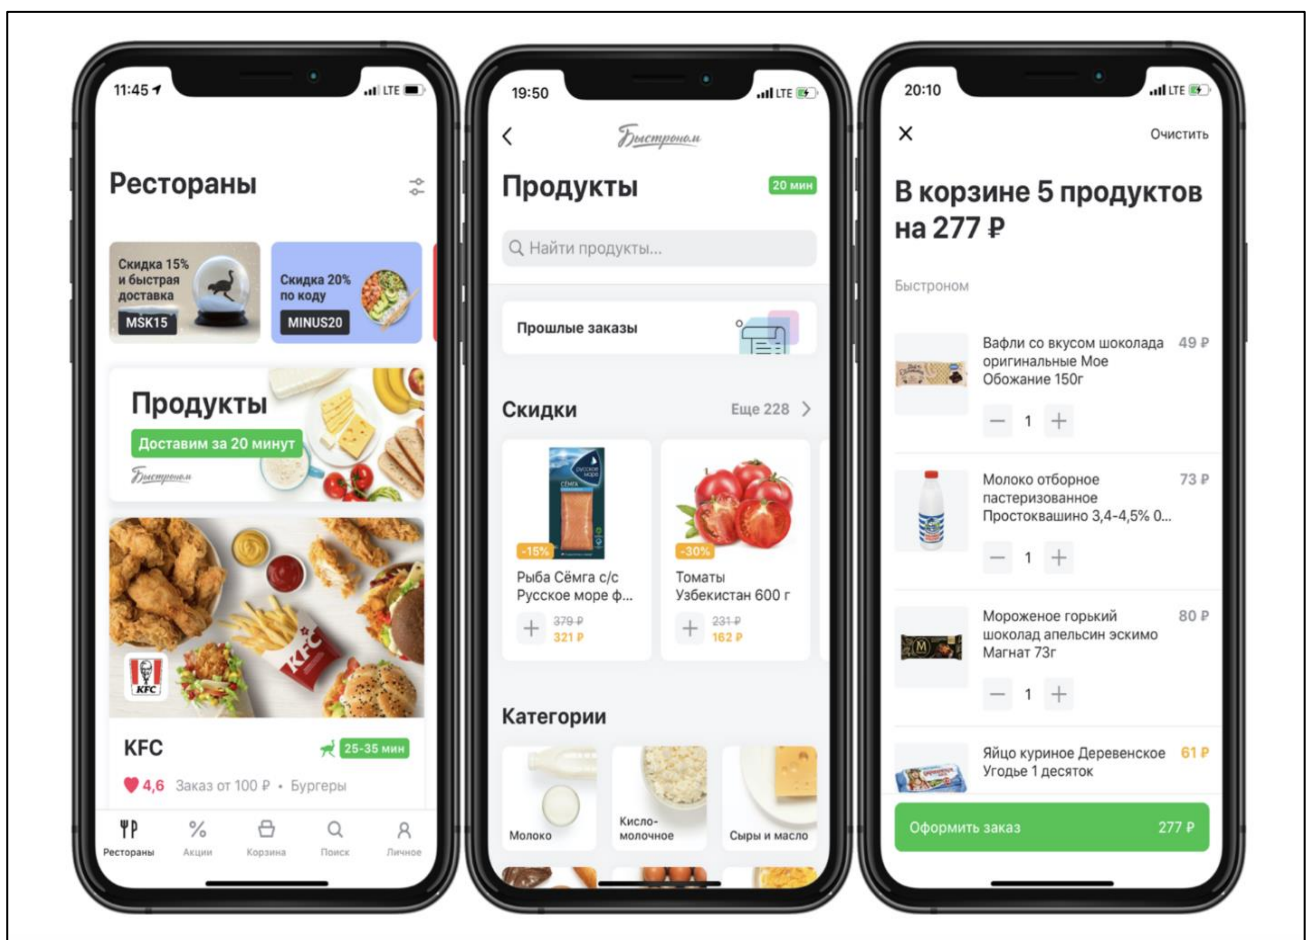 11:45
LTE
Рестораны
Скидка 15%
и быстрая
доставка
MSK15
Скидка 20%
по коду
MINUS20
Продукты
Доставим за 20 минут
Быстроном
KFC
KFC
KFC
25-35 мин
4,6 Заказ от 100 ₽ • Бургеры
Рестораны
Акции
Корзина
Поиск
Личное
19:50
LTE
Быстроном
Продукты
20 мин
Найти продукты...
Прошлые заказы
Скидки
Еще 228
РУССКОЕ
МОРЕ
СЁМГА
-15%
Рыба Сёмга с/с
Русское море ф...
379 ₽
321 ₽
-30%
Томаты
Узбекистан 600 г
231 ₽
162 ₽
Категории
Молоко
Кисло-
молочное
Сыры и масло
20:10
LTE
Очистить
В корзине 5 продуктов
на 277 ₽
Быстроном
Вафли со вкусом шоколада
оригинальные Мое
Обожание 150г
49 ₽
1
Молоко отборное
пастеризованное
Простоквашино 3,4-4,5% 0...
73 ₽
1
Мороженое горький
шоколад апельсин эскимо
Магнат 73г
80 ₽
M
1
Яйцо куриное Деревенское
Угодье 1 десяток
61 ₽
Оформить заказ
277 ₽